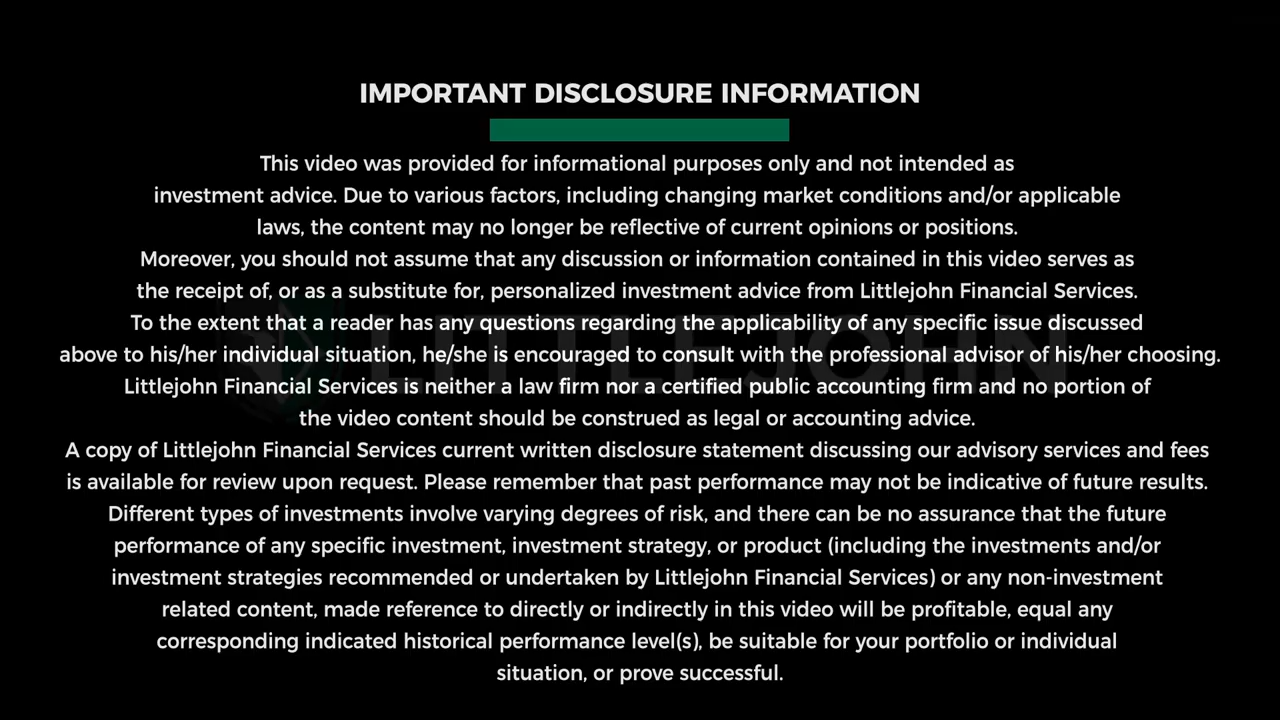 IMPORTANT DISCLOSURE INFORMATION
This video was provided for informational purposes only and not intended as
investment advice. Due to various factors, including changing market conditions and/or applicable
laws, the content may no longer be reflective of current opinions or positions.
Moreover, you should not assume that any discussion or information contained in this video serves as
the receipt of, or as a substitute for, personalized investment advice from Littlejohn Financial Services.
To the extent that a reader has any questions regarding the applicability of any specific issue discussed
above to his/her individual situation, he/she is encouraged to consult with the professional advisor of his/her choosing.
LITTLEJOHN
Littlejohn Financial Services is neither a law firm nor a certified public accounting firm and no portion of
the video content should be construed as legal or accounting advice.
A copy of Littlejohn Financial Services current written disclosure statement discussing our advisory services and fees
is available for review upon request. Please remember that past performance may not be indicative of future results.
Different types of investments involve varying degrees of risk, and there can be no assurance that the future
performance of any specific investment, investment strategy, or product (including the investments and/or
investment strategies recommended or undertaken by Littlejohn Financial Services) or any non-investment
related content, made reference to directly or indirectly in this video will be profitable, equal any
corresponding indicated historical performance level(s), be suitable for your portfolio or individual
situation, or prove successful.